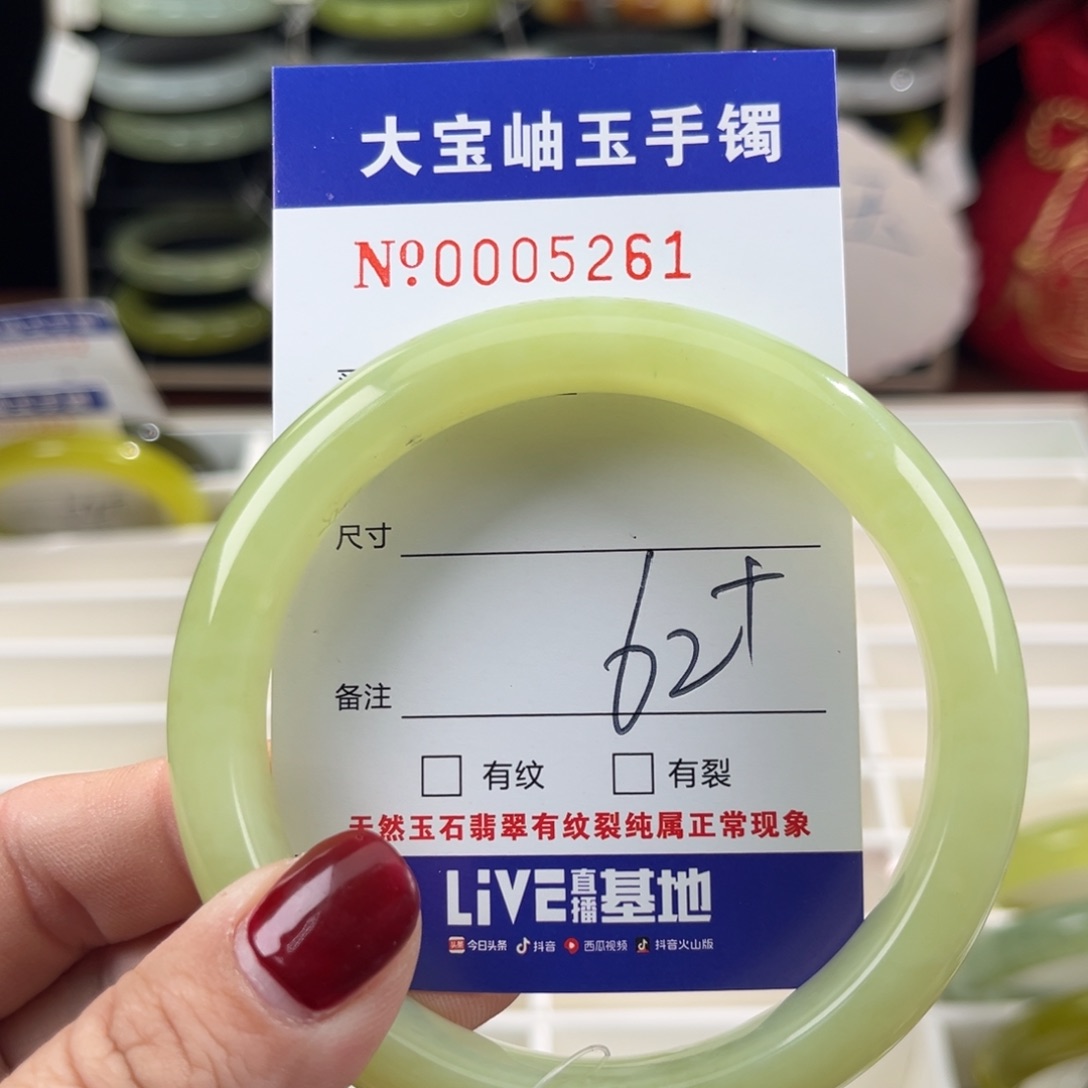 大宝岫玉手镯
№0005261
尺寸
62+
备注
有纹 有裂
天然玉石翡翠有纹裂纯属正常现象
LiVE直播基地
头条 今日头条 抖音 西瓜视频 抖音火山版